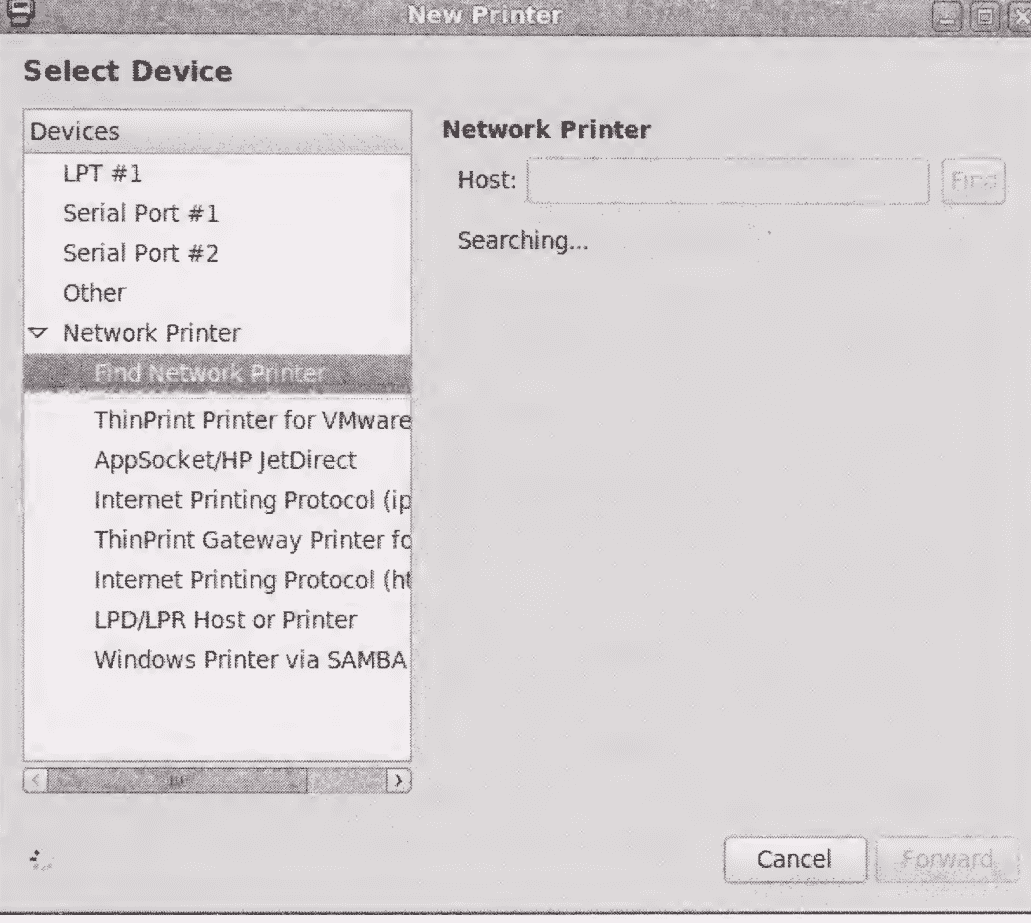 New Printer
Select Device
Devices
LPT #1
Serial Port #1
Serial Port #2
Other
Network Printer
Find Network Printer
ThinPrint Printer for VMware
AppSocket/HP JetDirect
Internet Printing Protocol (ip
ThinPrint Gateway Printer fo
Internet Printing Protocol (ht
LPD/LPR Host or Printer
Windows Printer via SAMBA
Network Printer
Host:
Find
Searching...
Cancel
Forward